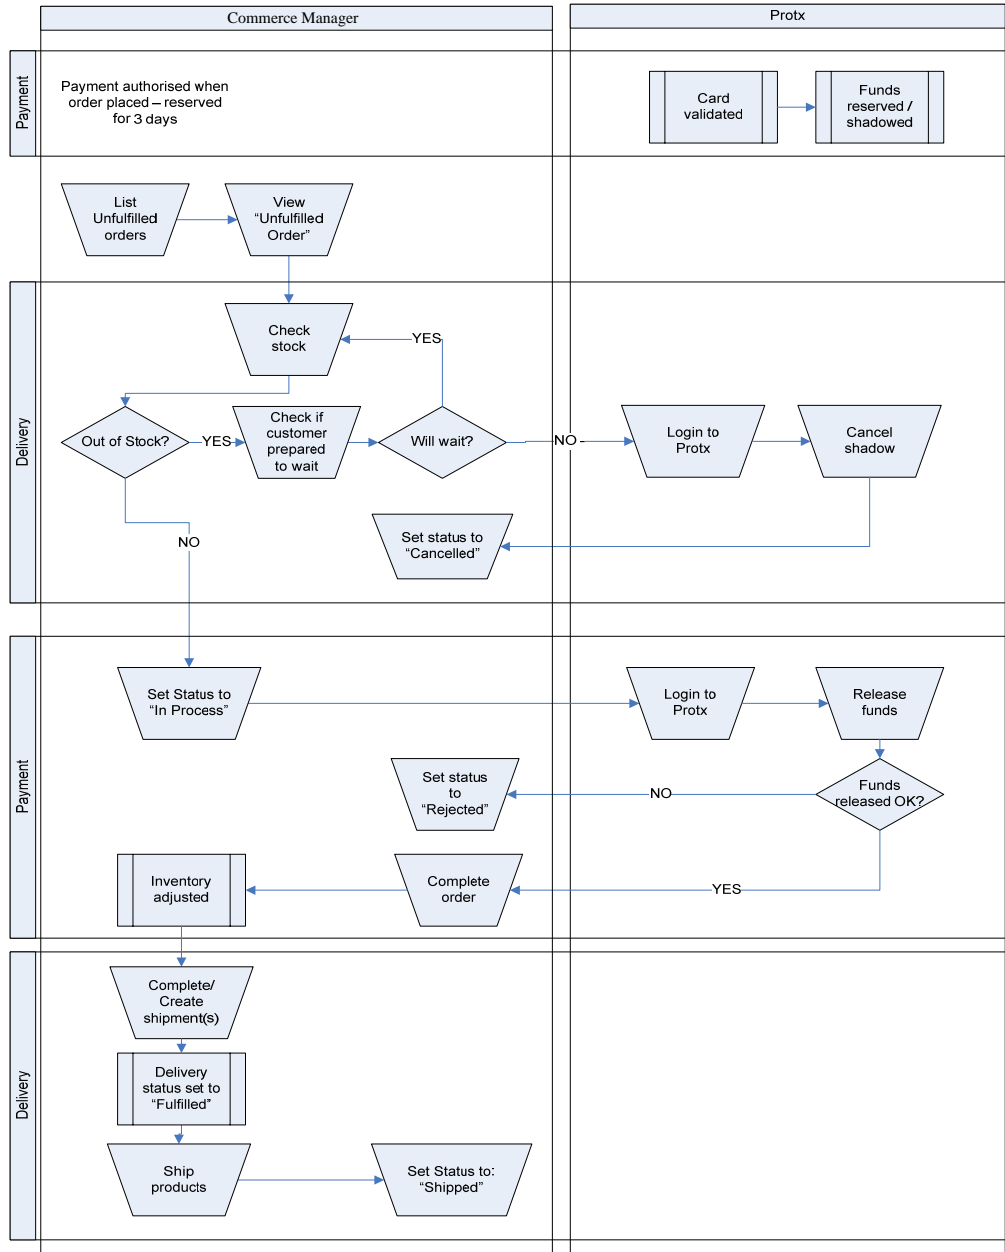 Commerce Manager
Protx
Payment
Payment authorised when
order placed – reserved
for 3 days
Card
validated
Funds
reserved /
shadowed
List
Unfulfilled
orders
View
“Unfulfilled
Order”
Delivery
Check
stock
YES
Out of Stock?
YES
Check if
customer
prepared
to wait
Will wait?
NO
Login to
Protx
Cancel
shadow
Set status to
“Cancelled”
NO
Payment
Set Status to
“In Process”
Login to
Protx
Release
funds
Set status
to
“Rejected”
NO
Funds
released OK?
Inventory
adjusted
Complete
order
YES
Delivery
Complete/
Create
shipment(s)
Delivery
status set to
“Fulfilled”
Ship
products
Set Status to:
“Shipped”